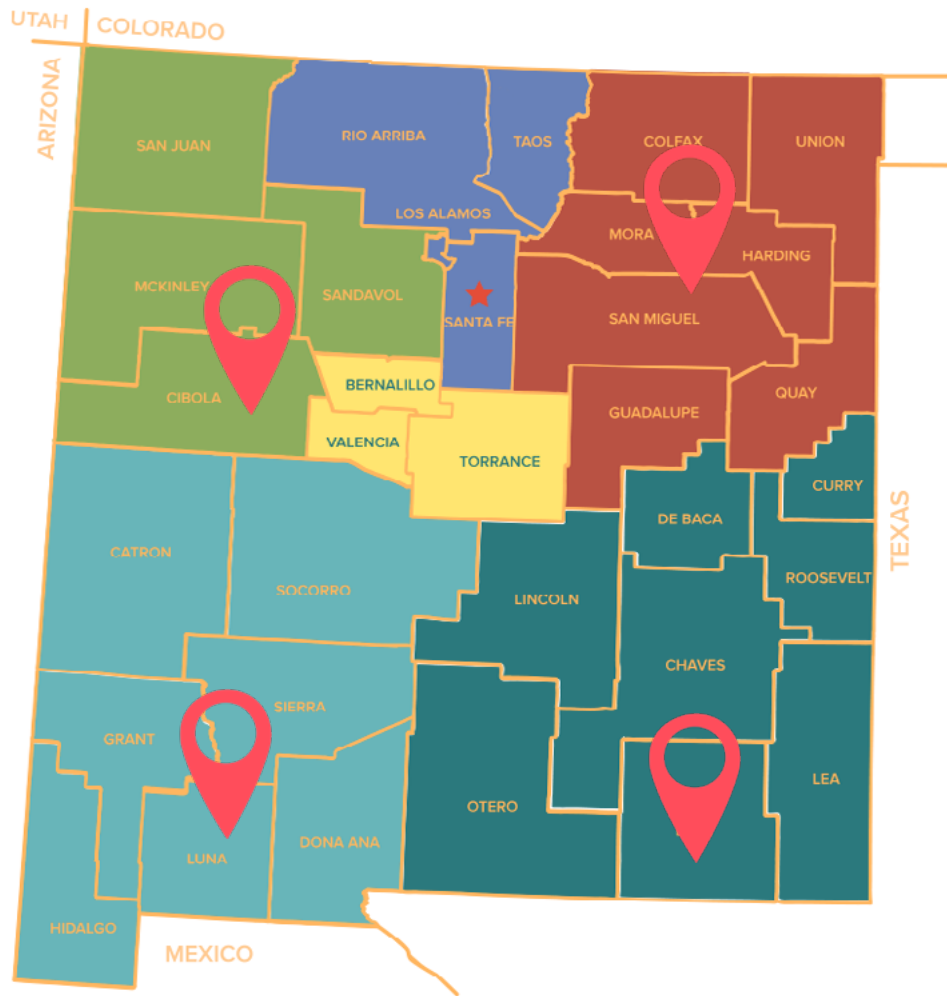 UTAH
COLORADO
ARIZONA
SAN JUAN
RIO ARRIBA
TAOS
COLFAX
UNION
LOS ALAMOS
MORA
HARDING
MCKINLEY
SANDAVOL
SANTA FE
SAN MIGUEL
CIBOLA
BERNALILLO
QUAY
GUADALUPE
VALENCIA
TORRANCE
CURRY
DE BACA
TEXAS
CATRON
SOCORRO
LINCOLN
ROOSEVELT
CHAVES
SIERRA
GRANT
LEA
OTERO
DONA ANA
LUNA
HIDALGO
MEXICO